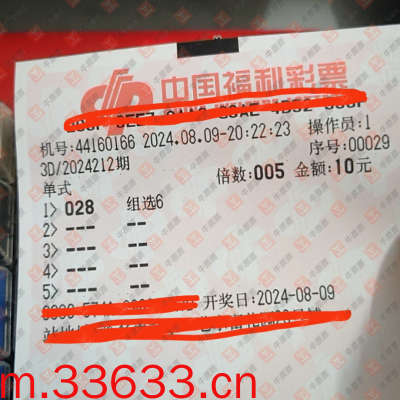 中国福利彩票
机号:44160166 2024.08.09-20:22:23 操作员:1
3D/2024212期 序号:00029
单式 倍数:005 金额:10元
1> 028 组选6
2> --- --
3> --- --
4> --- --
5> --- --
开奖日:2024-08-09
m.33633.cn